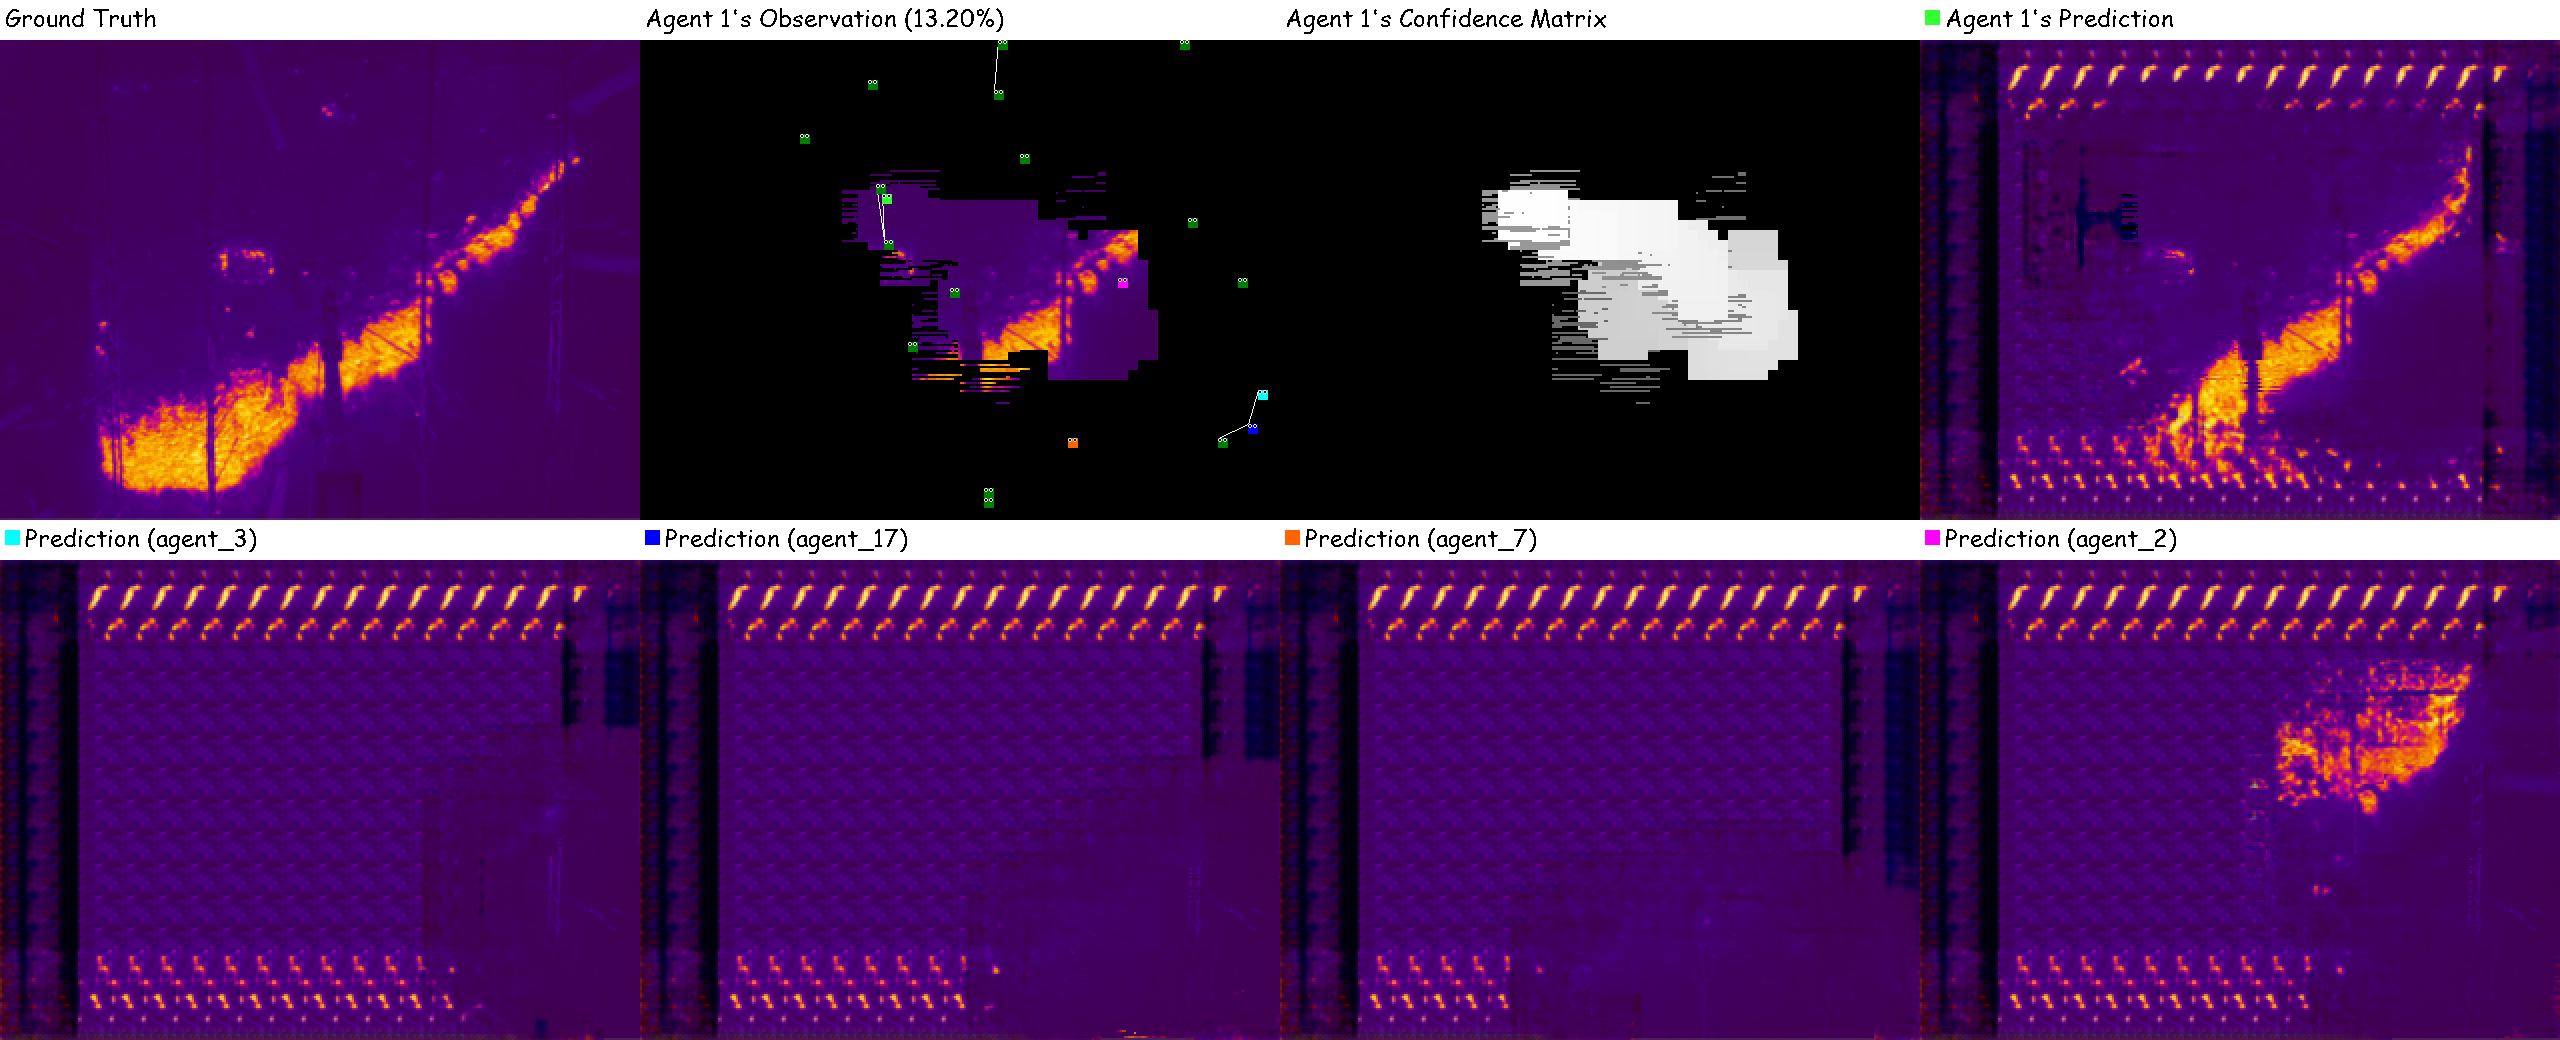 Ground Truth
Agent 1's Observation (13.20%)
Agent 1's Confidence Matrix
Agent 1's Prediction
Prediction (agent_3)
Prediction (agent_17)
Prediction (agent_7)
Prediction (agent_2)